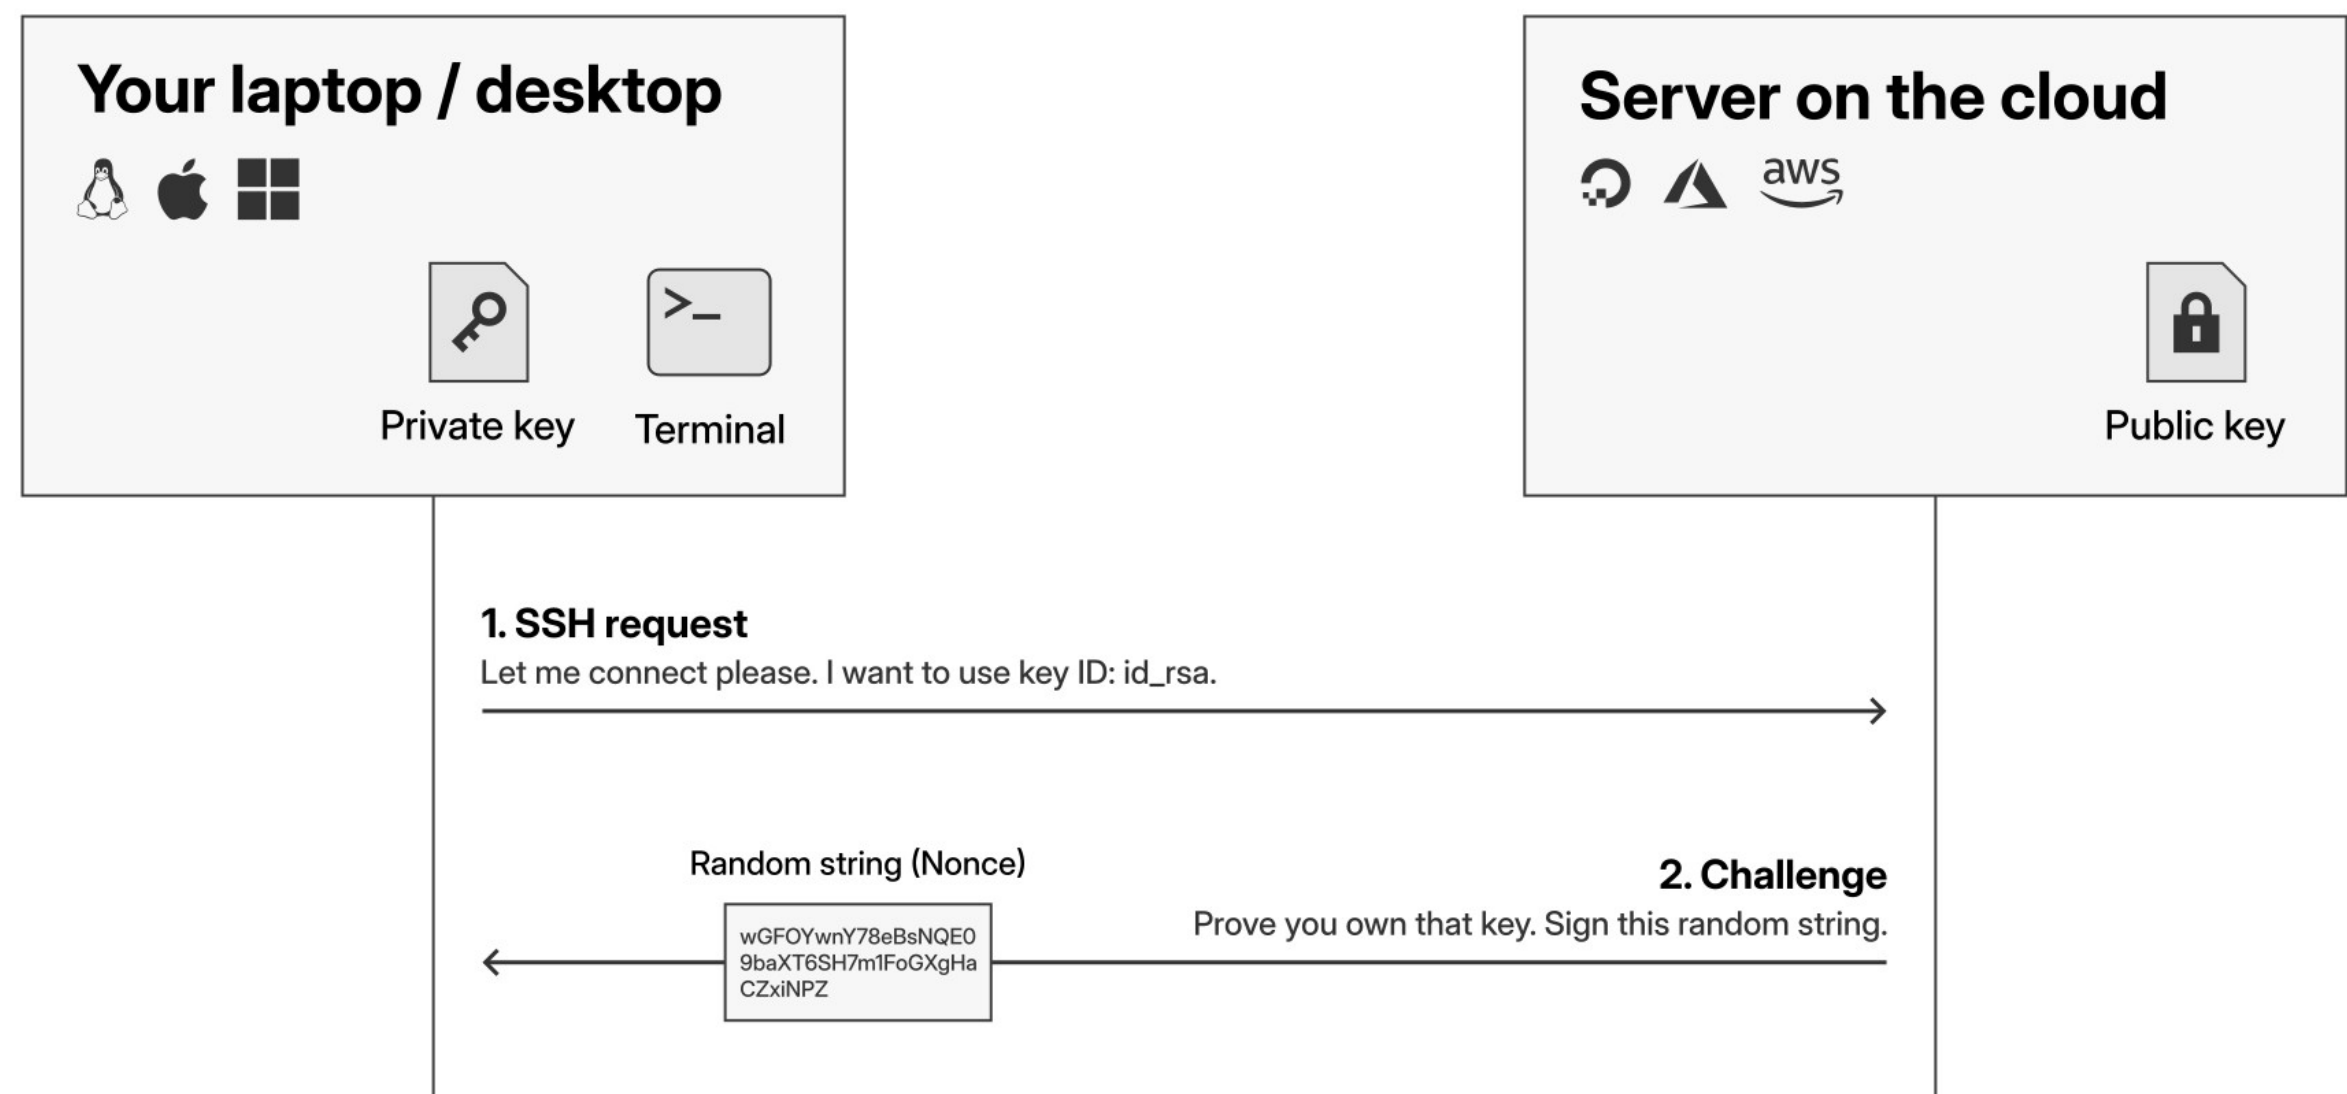 Your laptop / desktop
Server on the cloud
aws
>_
Private key
Terminal
Public key
1. SSH request
Let me connect please. I want to use key ID: id_rsa.
Random string (Nonce)
2. Challenge
Prove you own that key. Sign this random string.
wGFOYwnY78eBsNQE0
9baXT6SH7m1FoGXgHa
CZxiNPZ